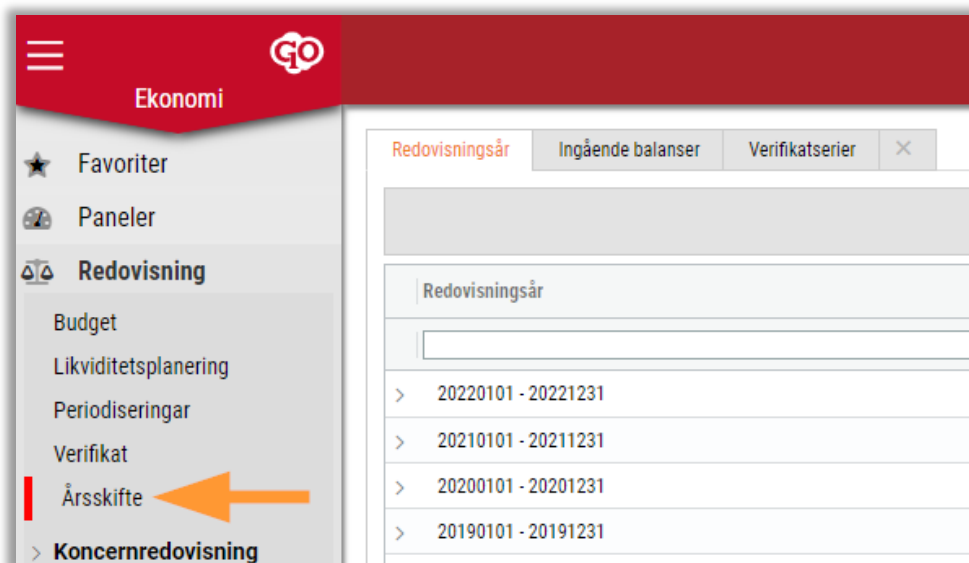 GO
Ekonomi
Favoriter
Paneler
Redovisning
Budget
Likviditetsplanering
Periodiseringar
Verifikat
Årsskifte
Koncernredovisning
Redovisningsår Ingående balanser Verifikatserier
Redovisningsår
20220101 - 20221231
20210101 - 20211231
20200101 - 20201231
20190101 - 20191231